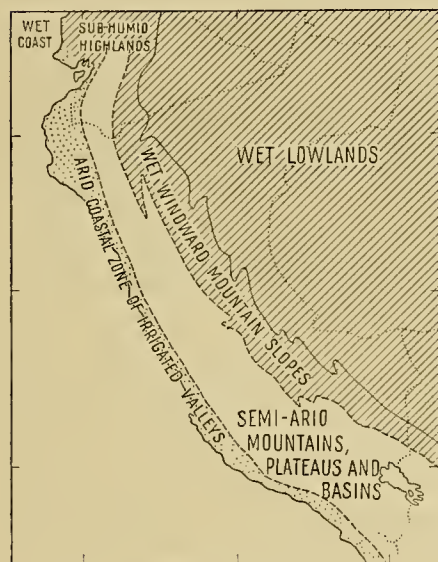 WET
COAST
SUB-HUMID
HIGHLANDS
WET LOWLANDS
WET WINDWARD MOUNTAIN SLOPES
ARID COASTAL ZONE OF IRRIGATED VALLEYS
SEMI-ARID
MOUNTAINS,
PLATEAUS AND
BASINS